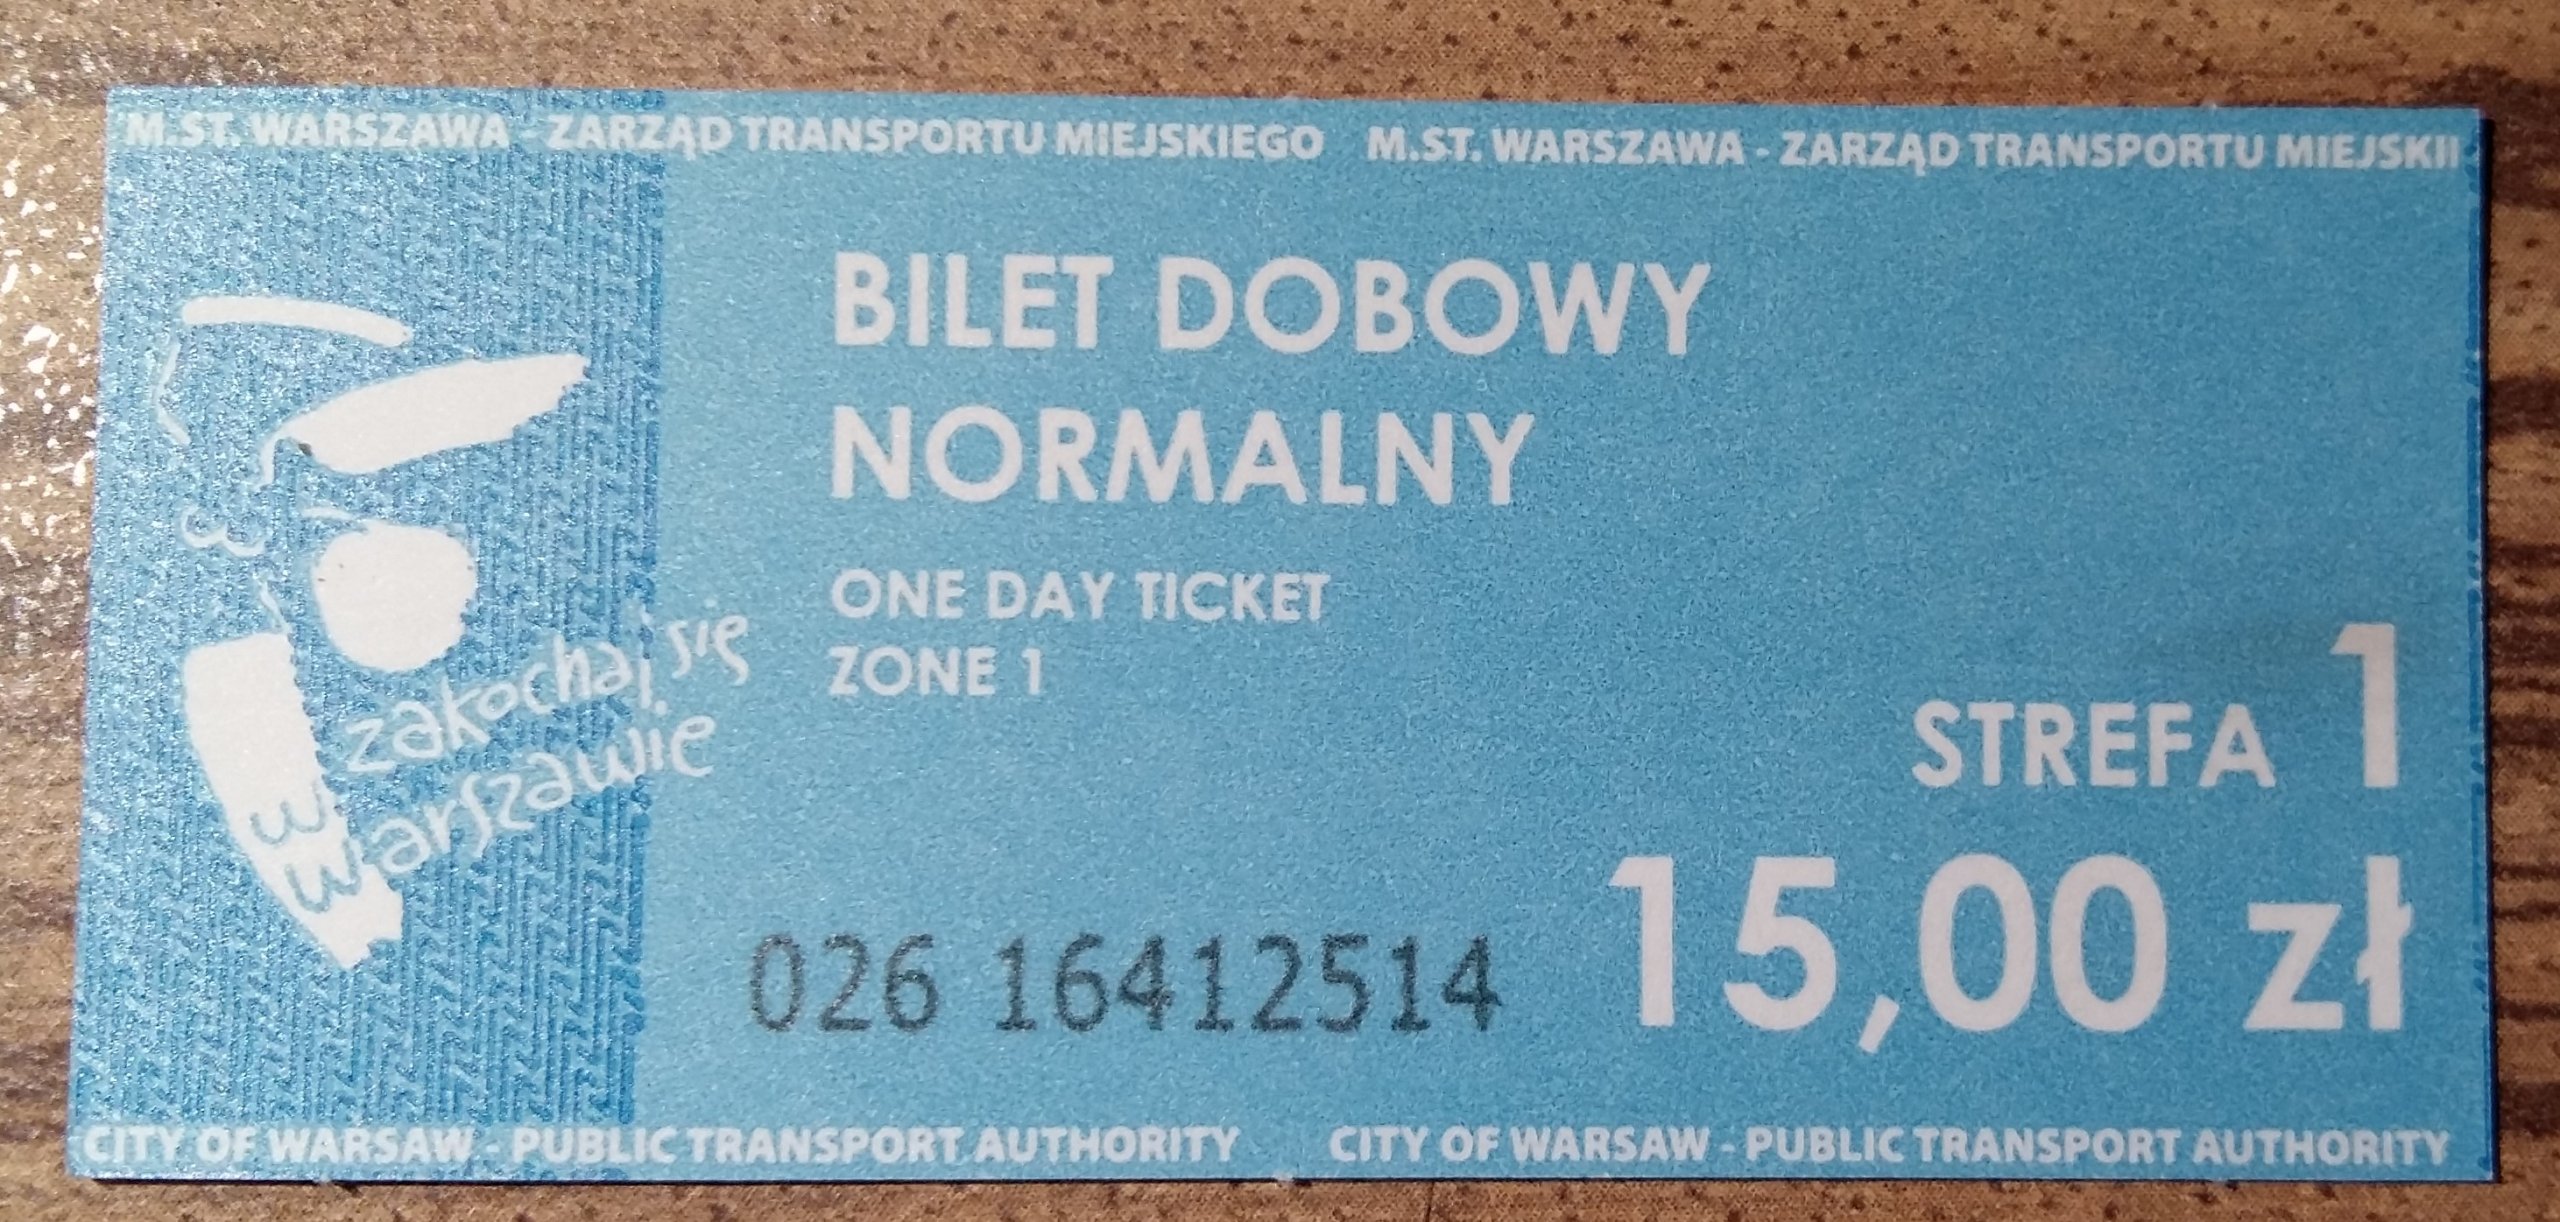 M.ST. WARSZAWA - ZARZĄD TRANSPORTU MIEJSKIEGO M.ST. WARSZAWA - ZARZĄD TRANSPORTU MIEJSKII
BILET DOBOWY
NORMALNY
ONE DAY TICKET
ZONE 1
zakochaj się
w warszawie
STREFA 1
026 16412514
15,00 zł
CITY OF WARSAW - PUBLIC TRANSPORT AUTHORITY CITY OF WARSAW - PUBLIC TRANSPORT AUTHORITY